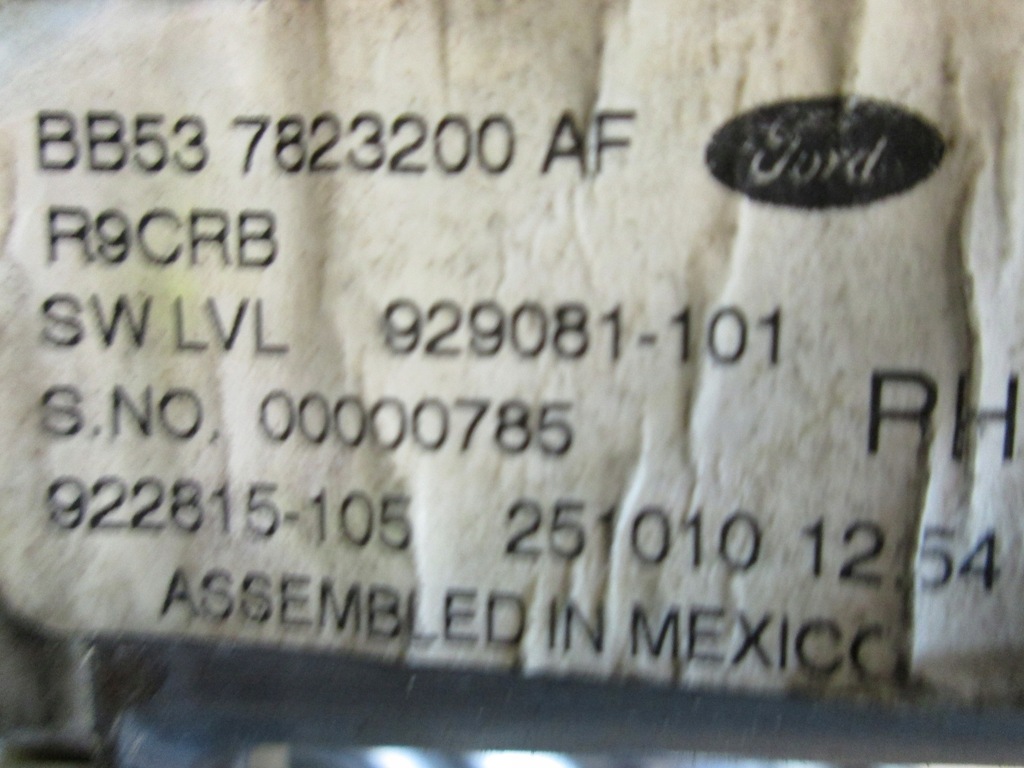 BB53 7823200 AF Ford
R9CRB
SW LVL 929081-101
S.NO. 00000785 RH
922815-105 251010 12.54
ASSEMBLED IN MEXICO